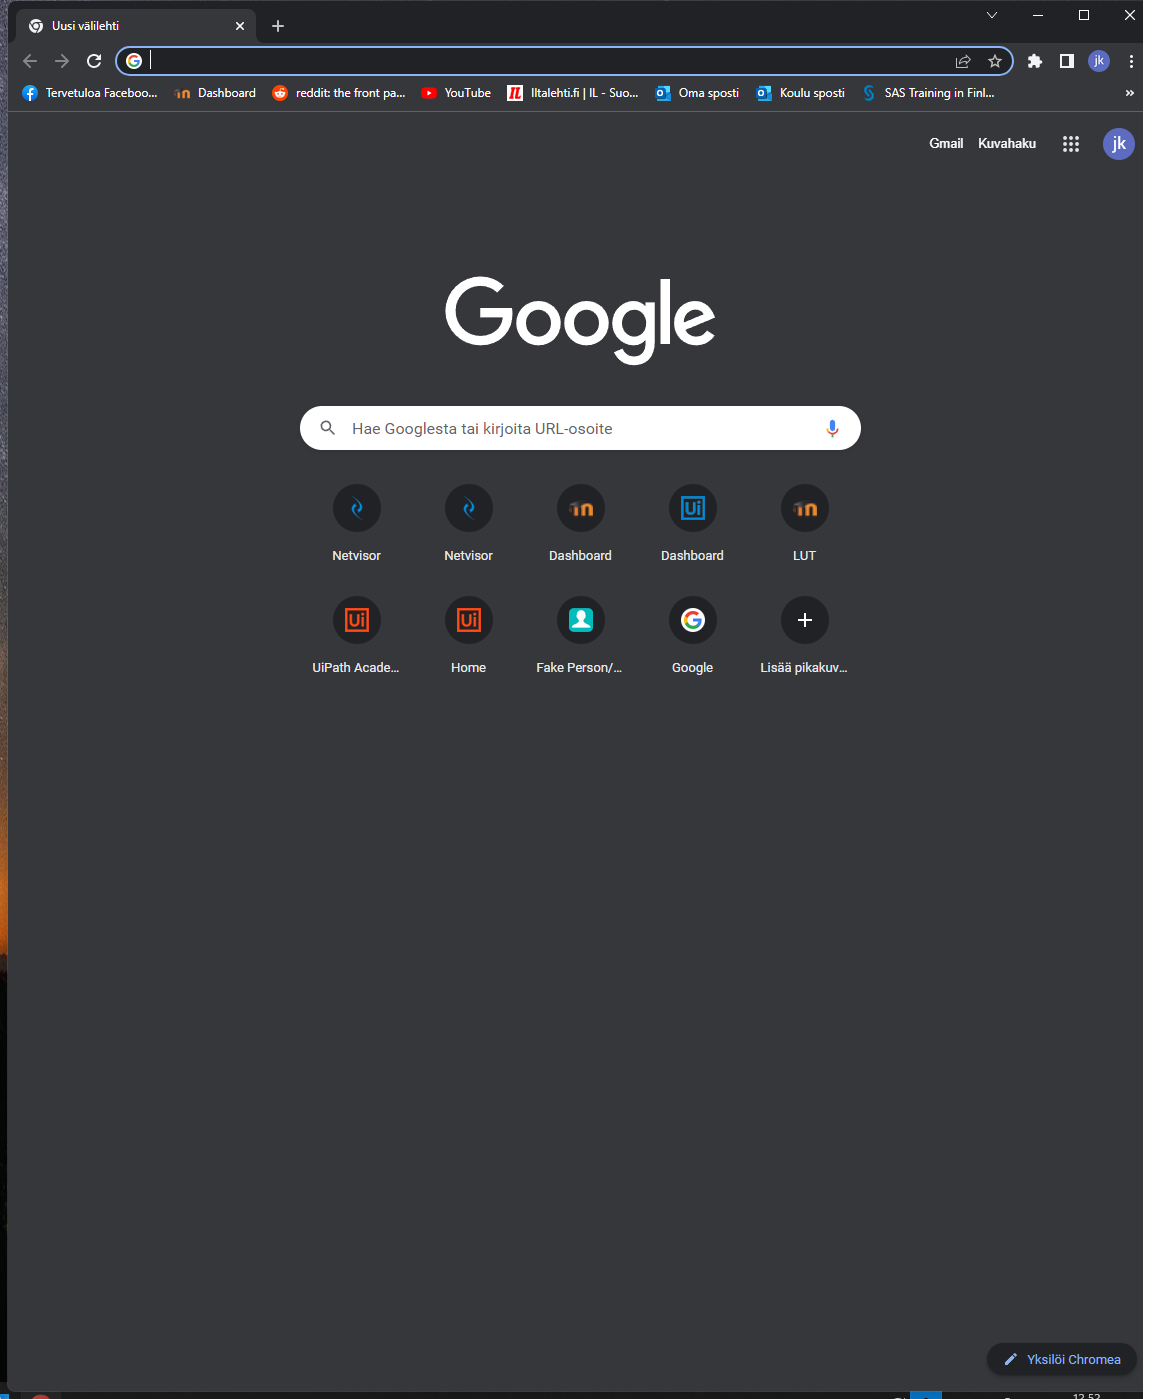 Uusi välilehti
Tervetuloa Faceboo... Dashboard reddit: the front pa... YouTube Iltalehti.fi | IL - Suo... Oma sposti Koulu sposti SAS Training in Finl... »
Gmail Kuvahaku jk
jk
Google
Hae Googlesta tai kirjoita URL-osoite
Netvisor Netvisor Dashboard Dashboard LUT
UiPath Acade... Home Fake Person/... Google Lisää pikakuv...
Yksilöi Chromea
12.52